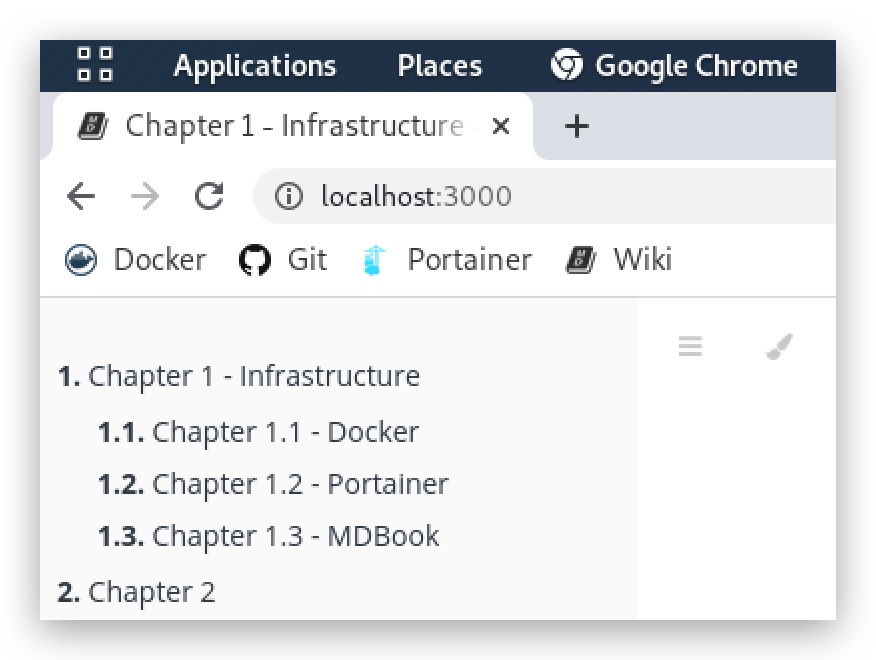 Applications Places Google Chrome
Chapter 1 - Infrastructure
localhost:3000
Docker Git Portainer Wiki
1. Chapter 1 - Infrastructure
1.1. Chapter 1.1 - Docker
1.2. Chapter 1.2 - Portainer
1.3. Chapter 1.3 - MDBook
2. Chapter 2